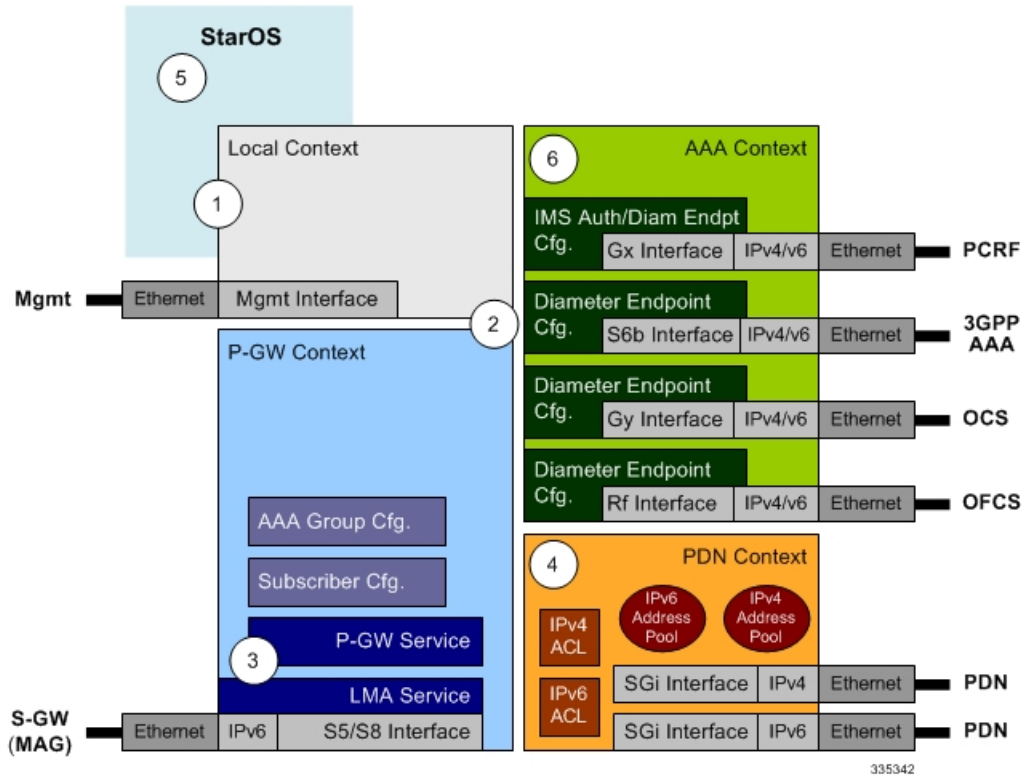 StarOS
5
Local Context
1
Mgmt
Ethernet
Mgmt Interface
2
P-GW Context
AAA Group Cfg.
Subscriber Cfg.
P-GW Service
3
LMA Service
S-GW
(MAG)
Ethernet
IPv6
S5/S8 Interface
6
AAA Context
IMS Auth/Diam Endpt
Cfg.
Gx Interface
IPv4/v6
Ethernet
PCRF
Diameter Endpoint
Cfg.
S6b Interface
IPv4/v6
Ethernet
3GPP
AAA
Diameter Endpoint
Cfg.
Gy Interface
IPv4/v6
Ethernet
OCS
Diameter Endpoint
Cfg.
Rf Interface
IPv4/v6
Ethernet
OFCS
4
PDN Context
IPv6
Address
Pool
IPv4
Address
Pool
IPv4
ACL
IPv6
ACL
SGi Interface
IPv4
Ethernet
PDN
SGi Interface
IPv6
Ethernet
PDN
335342